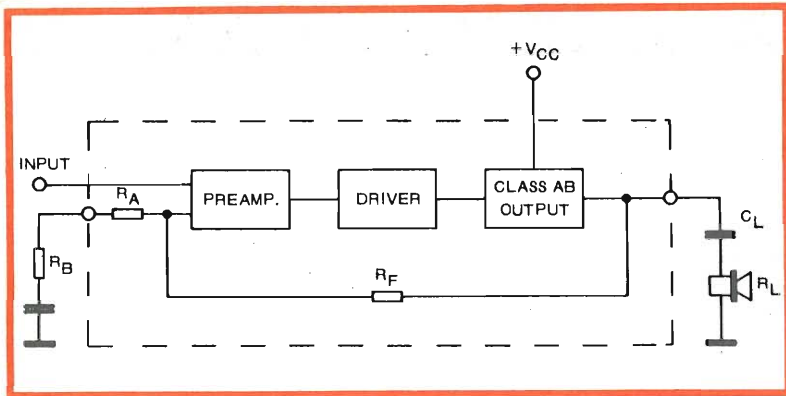 +VCC
INPUT
RA
PREAMP.
DRIVER
CLASS AB
OUTPUT
CL
RB
RF
RL